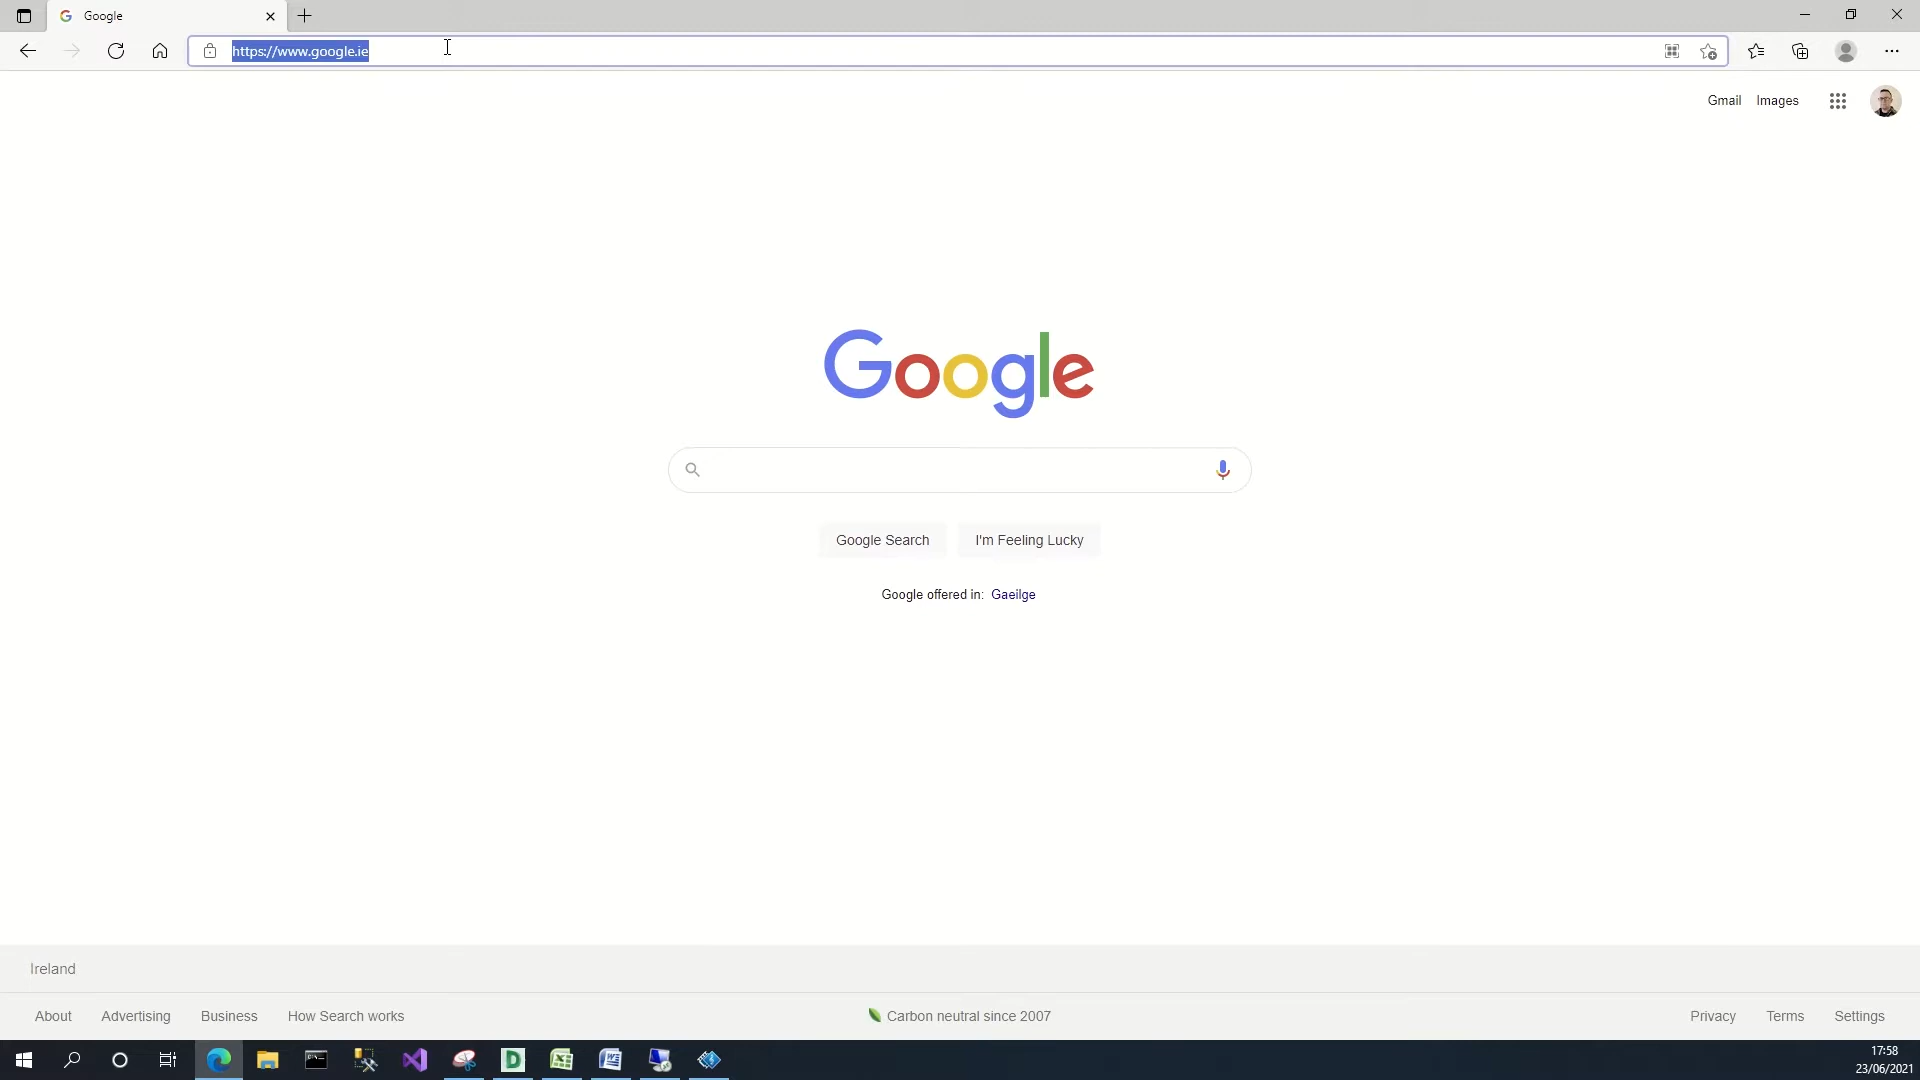 Google
https://www.google.ie
Gmail Images
Google
Google Search I'm Feeling Lucky
Google offered in: Gaeilge
Ireland
About Advertising Business How Search works Carbon neutral since 2007 Privacy Terms Settings
17:58
23/06/2021